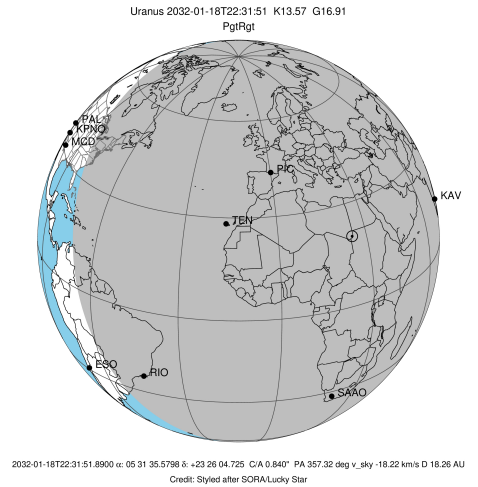 Uranus 2032-01-18T22:31:51 K13.57 G16.91
PgtRgt
PAL
KPNO
MCD
PIC
KAV
TEN
ESO
RIO
SAAO
2032-01-18T22:31:51.8900 α: 05 31 35.5798 δ: +23 26 04.725 C/A 0.840" PA 357.32 deg v_sky -18.22 km/s D 18.26 AU
Credit: Styled after SORA/Lucky Star